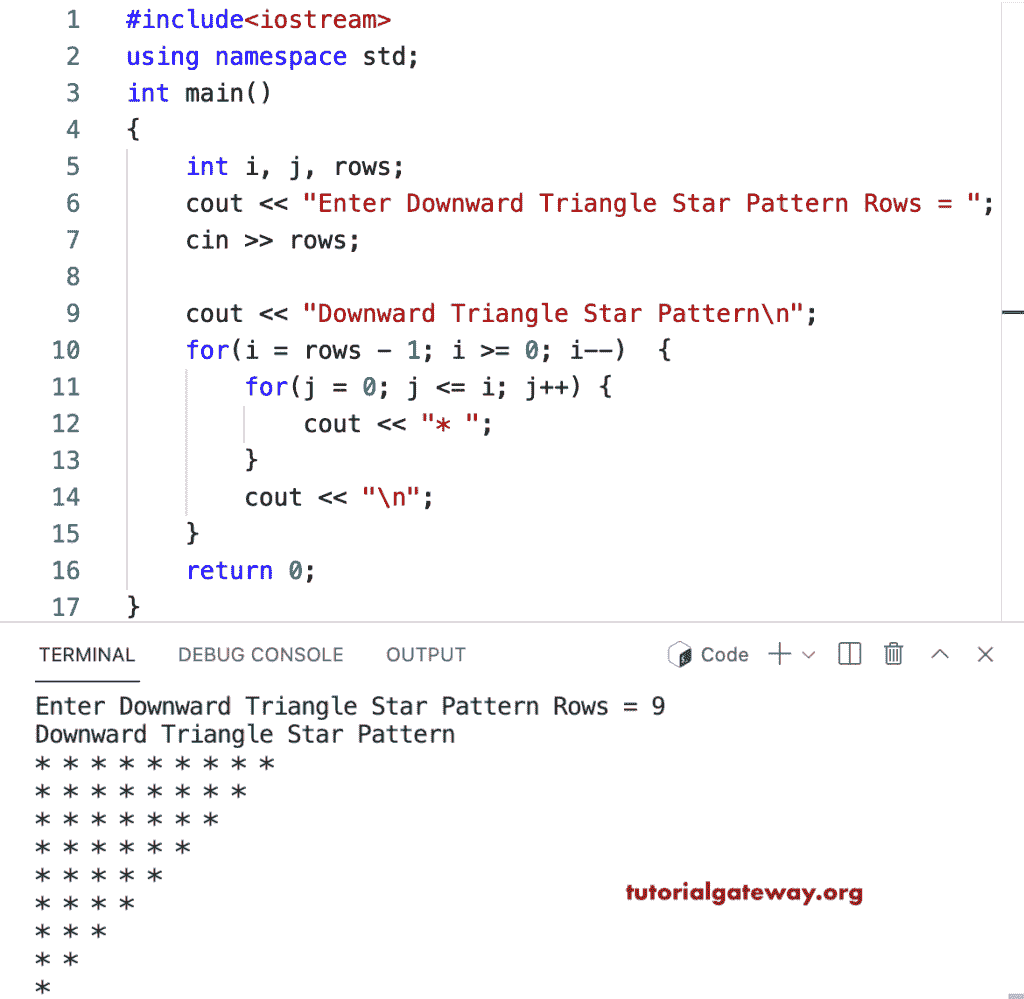 1 #include<iostream>
2 using namespace std;
3 int main()
4 {
5     int i, j, rows;
6     cout << "Enter Downward Triangle Star Pattern Rows = ";
7     cin >> rows;
8
9     cout << "Downward Triangle Star Pattern\n";
10     for(i = rows - 1; i >= 0; i--)  {
11         for(j = 0; j <= i; j++) {
12             cout << "* ";
13         }
14         cout << "\n";
15     }
16     return 0;
17 }
TERMINAL DEBUG CONSOLE OUTPUT Code
Enter Downward Triangle Star Pattern Rows = 9
Downward Triangle Star Pattern
* * * * * * * * *
* * * * * * * *
* * * * * * *
* * * * * *
* * * * *
tutorialgateway.org
* * * *
* * *
* *
*